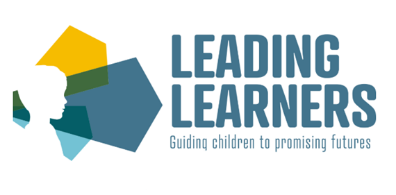 LEADING
LEARNERS
Guiding children to promising futures